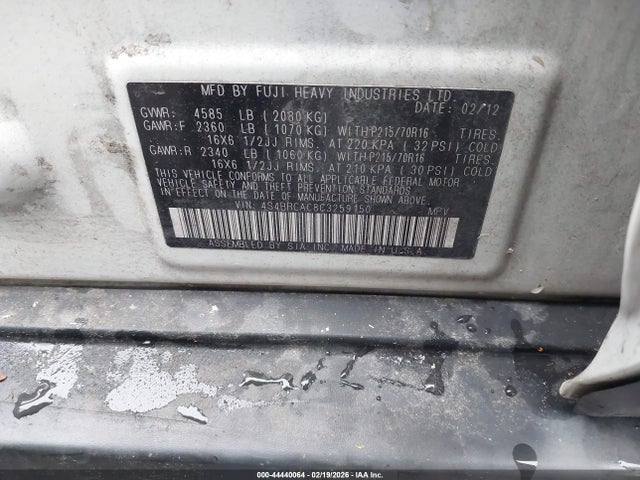 MFD BY FUJI HEAVY INDUSTRIES LTD.
DATE: 02/12
GVWR: 4585 LB (2080 KG)
GAWR:F 2360 LB (1070 KG) WITH P215/70R16
16X6 1/2JJ RIMS. AT 220 KPA (32 PSI) COLD
GAWR:R 2340 LB (1060 KG) WITH P215/70R16
16X6 1/2JJ RIMS. AT 210 KPA (30 PSI) COLD
THIS VEHICLE CONFORMS TO ALL APPLICABLE FEDERAL MOTOR
VEHICLE SAFETY AND THEFT PREVENTION STANDARDS IN
EFFECT ON THE DATE OF MANUFACTURE SHOWN ABOVE.
VIN: 4S4BRCAC8C3259150 MPV
ASSEMBLED BY S.I.A. INC. MADE IN U.S.A.
000-44440064 - 02/19/2026 - IAA Inc.